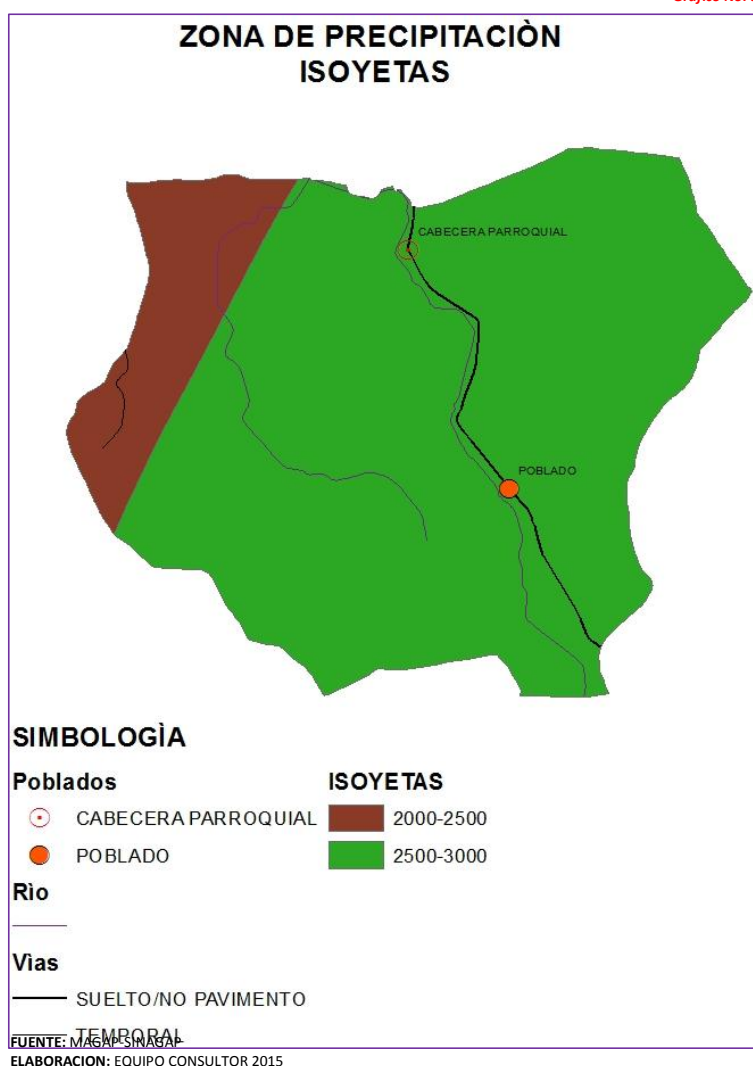 ZONA DE PRECIPITACIÒN
ISOYETAS
CABECERA PARROQUIAL
POBLADO
SIMBOLOGÌA
Poblados
ISOYETAS
CABECERA PARROQUIAL
2000-2500
POBLADO
2500-3000
Rìo
Vìas
SUELTO/NO PAVIMENTO
TEMPORAL
FUENTE: MAGAP-SINAGAP
ELABORACION: EQUIPO CONSULTOR 2015